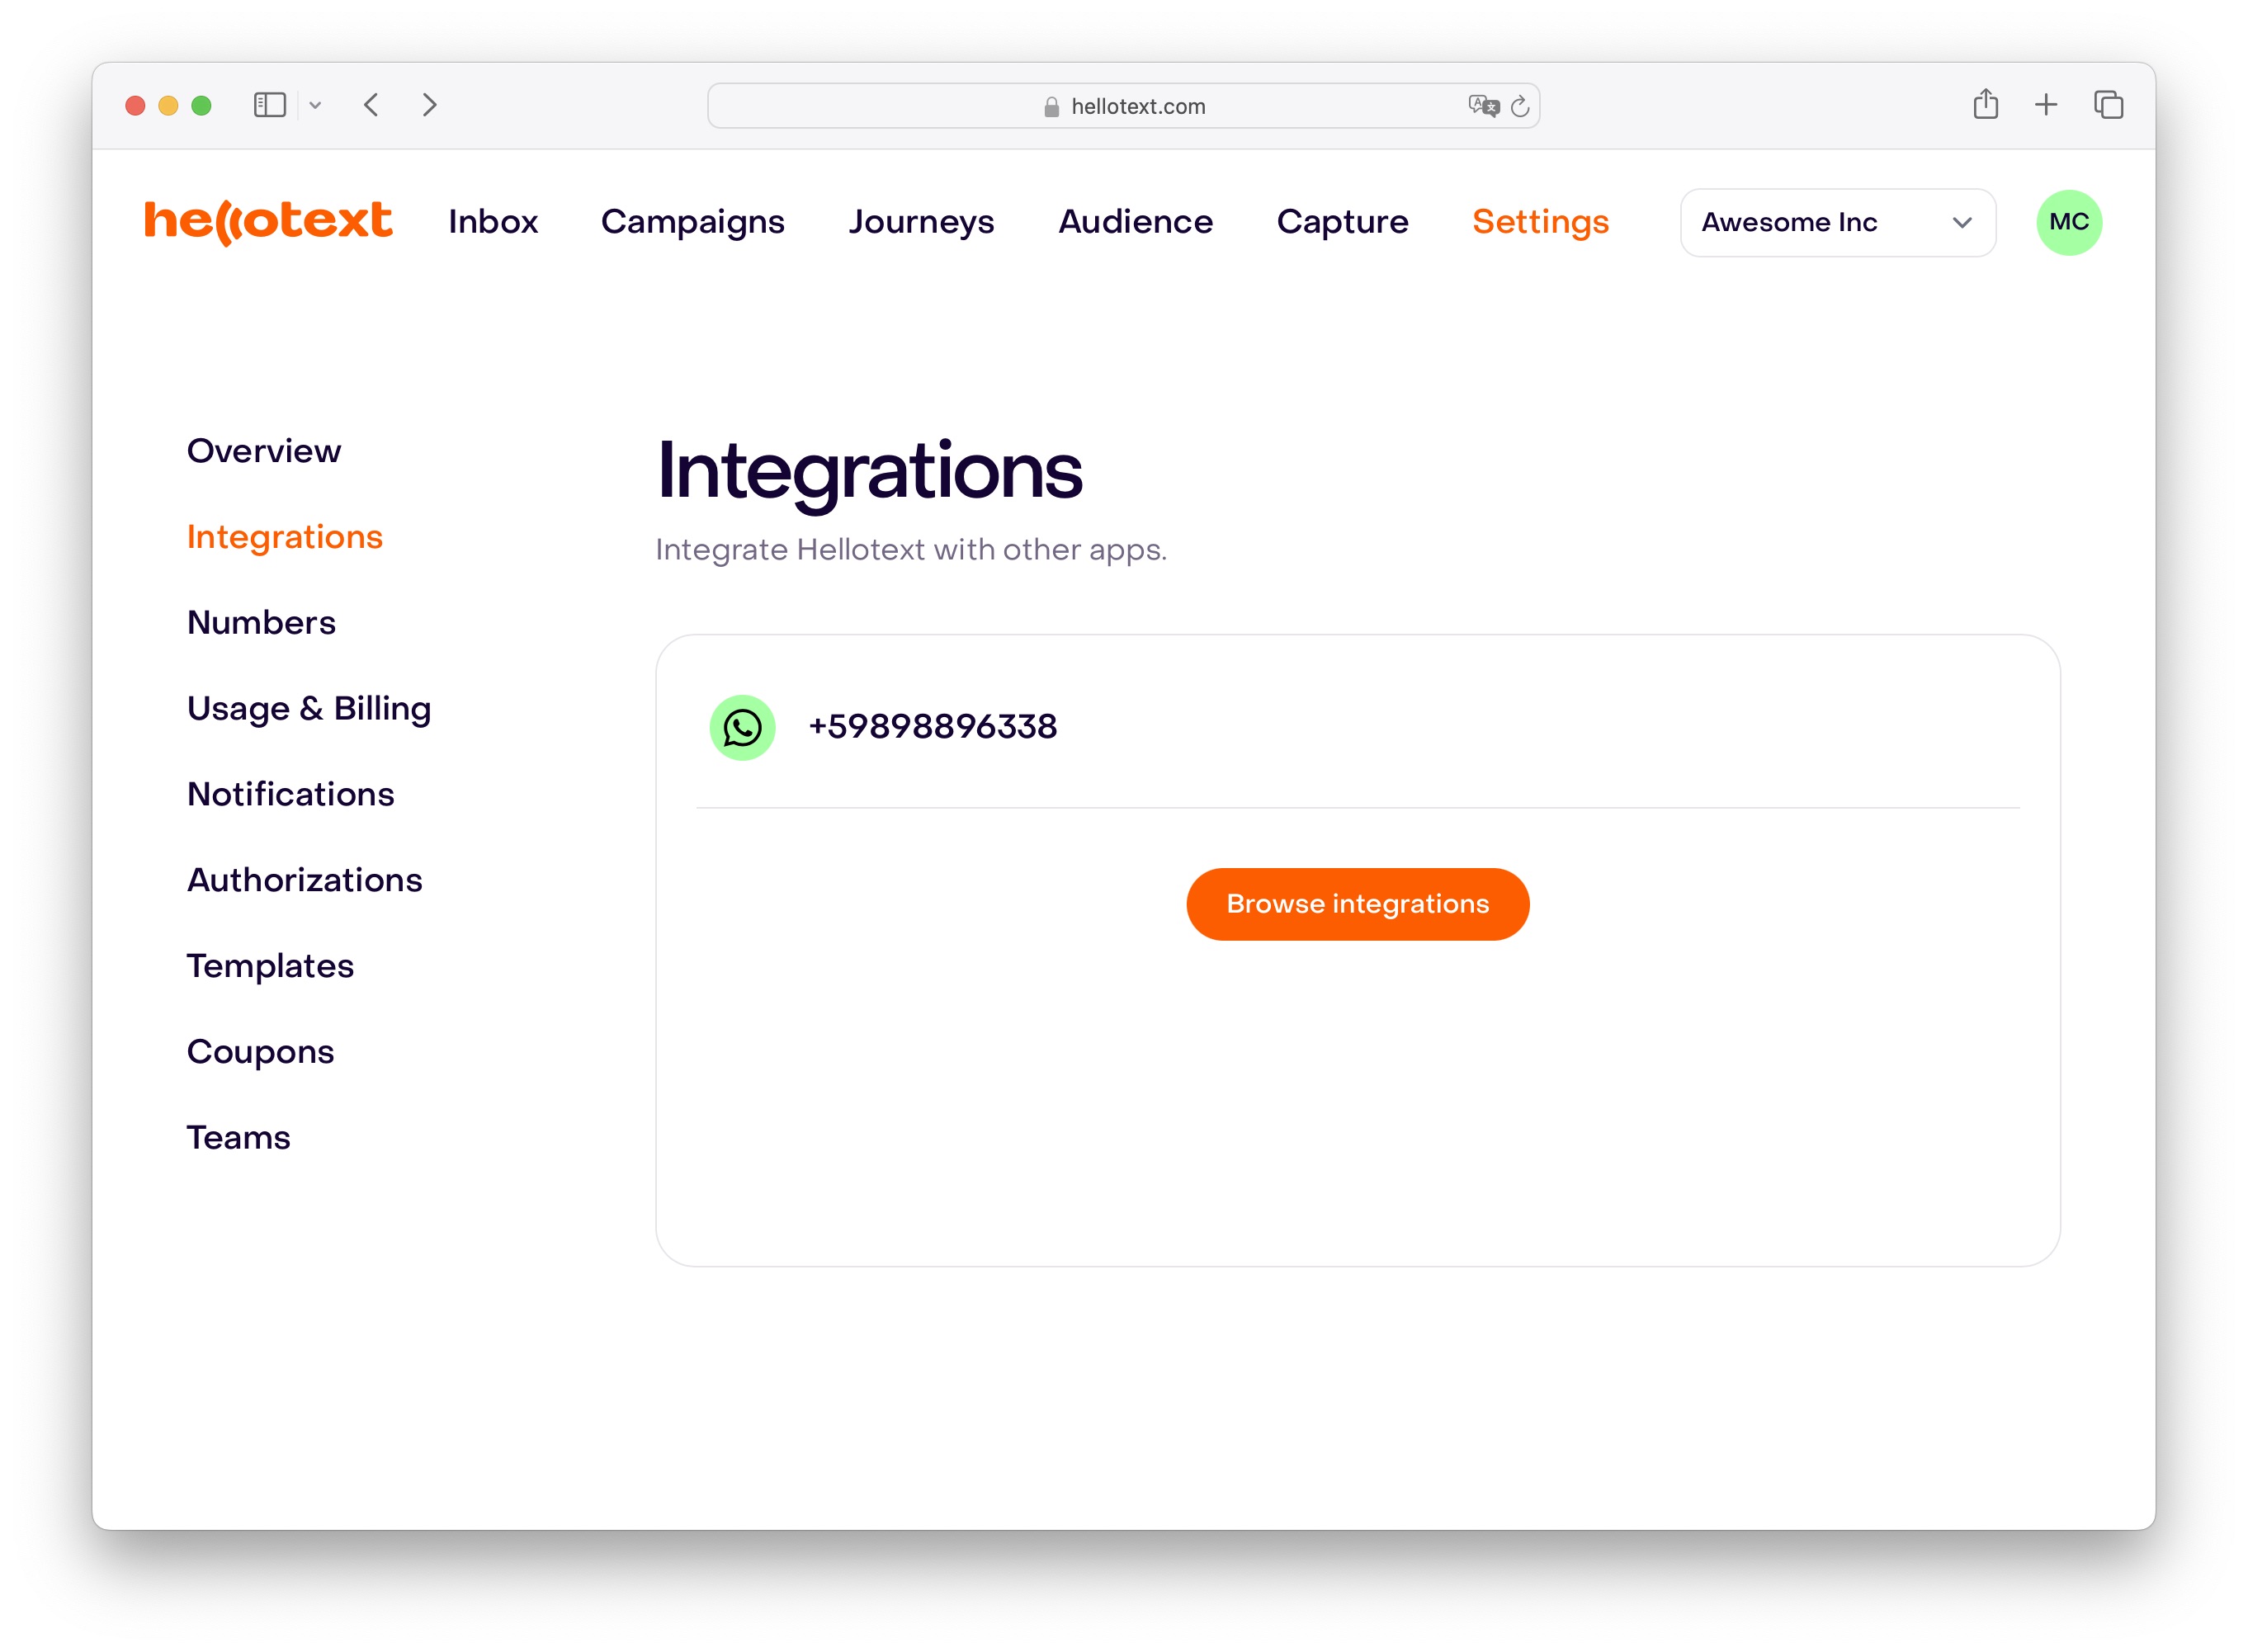 hellotext.com
hellotext Inbox Campaigns Journeys Audience Capture Settings Awesome Inc MC
Overview
Integrations
Numbers
Usage & Billing
Notifications
Authorizations
Templates
Coupons
Teams
Integrations
Integrate Hellotext with other apps.
+59898896338
Browse integrations